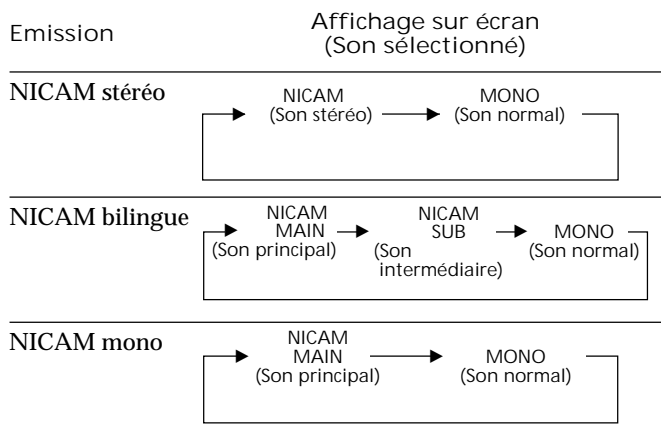 Emission
Affichage sur écran
(Son sélectionné)
NICAM stéréo
NICAM
(Son stéréo)
MONO
(Son normal)
NICAM bilingue
NICAM
MAIN
(Son principal)
NICAM
SUB
(Son
intermédiaire)
MONO
(Son normal)
NICAM mono
NICAM
MAIN
(Son principal)
MONO
(Son normal)